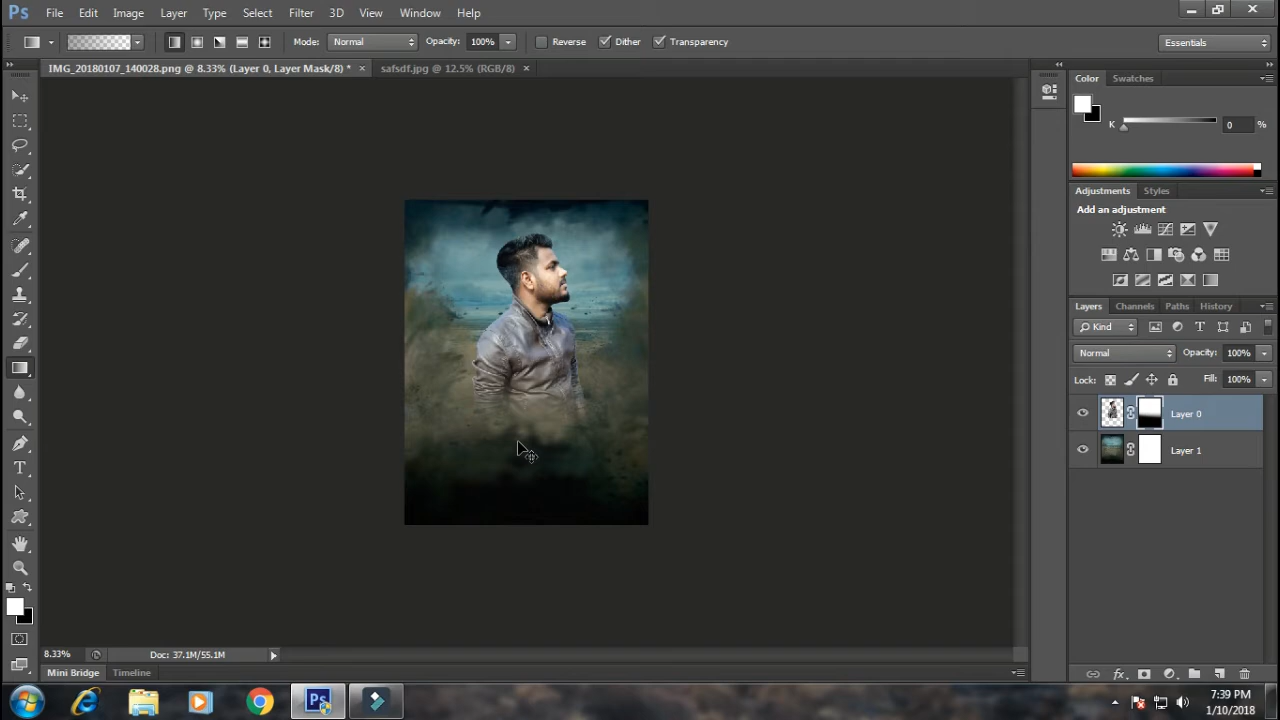 Ps File Edit Image Layer Type Select Filter 3D View Window Help
Mode: Normal Opacity: 100% Reverse Dither Transparency Essentials
IMG_20180107_140028.png @ 8.33% (Layer 0, Layer Mask/8) * × safsdf.jpg @ 12.5% (RGB/8) ×
Color Swatches
K 0 %
Adjustments Styles
Add an adjustment
Layers Channels Paths History
Kind T
Normal Opacity: 100%
Lock: Fill: 100%
Layer 0
Layer 1
8.33% Doc: 37.1M/55.1M
Mini Bridge Timeline
fx
Ps 7:39 PM
1/10/2018